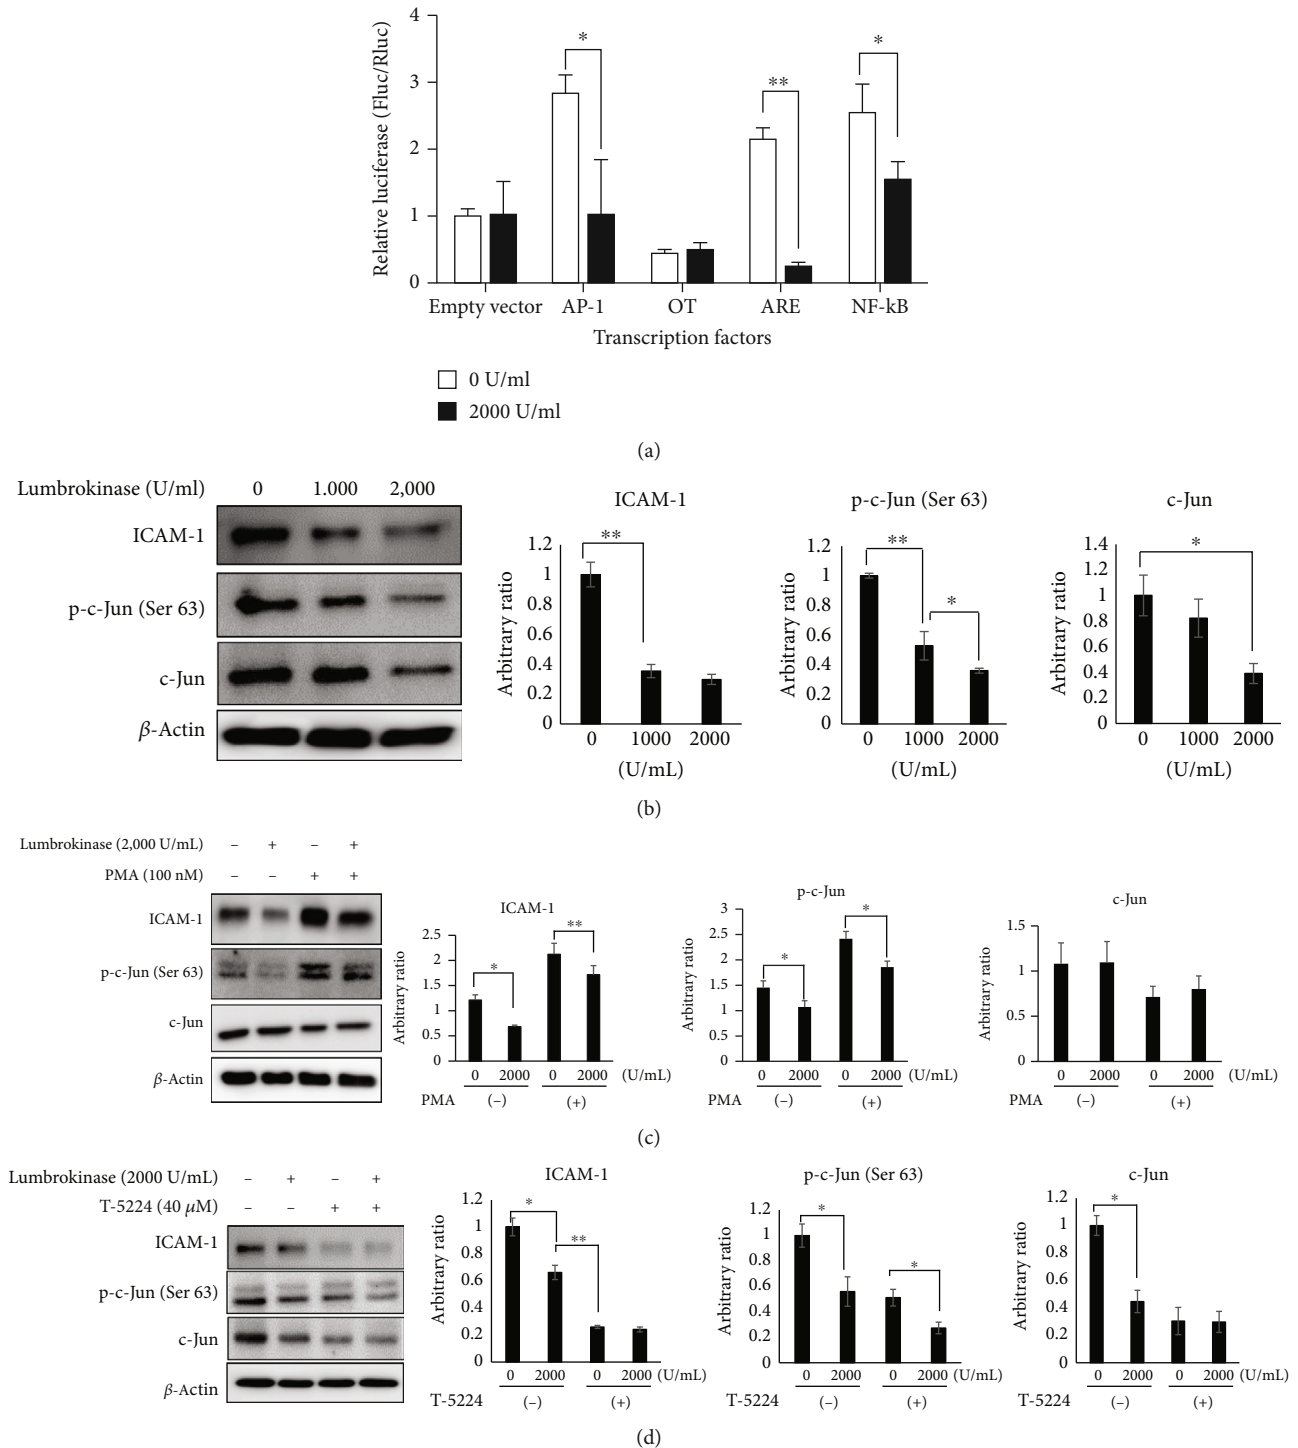 4
3
2
1
0
Relative luciferase (Fluc/Rluc)
*
**
*
Empty vector AP-1 OT ARE NF-kB
Transcription factors
0 U/ml
2000 U/ml
(a)
Lumbrokinase (U/ml) 0 1.000 2,000
ICAM-1
p-c-Jun (Ser 63)
c-Jun
β-Actin
ICAM-1
Arbitrary ratio
1.2
1
0.8
0.6
0.4
0.2
0
**
0 1000 2000
(U/mL)
p-c-Jun (Ser 63)
Arbitrary ratio
1.2
1
0.8
0.6
0.4
0.2
0
**
*
0 1000 2000
(U/mL)
c-Jun
Arbitrary ratio
1.4
1.2
1
0.8
0.6
0.4
0.2
0
*
0 1000 2000
(U/mL)
(b)
Lumbrokinase (2,000 U/mL) – + – +
PMA (100 nM) – – + +
ICAM-1
p-c-Jun (Ser 63)
c-Jun
β-Actin
ICAM-1
Arbitrary ratio
2.5
2
1.5
1
0.5
0
*
**
0 2000 0 2000 (U/mL)
PMA (–) (+)
p-c-Jun
Arbitrary ratio
3
2.5
2
1.5
1
0.5
0
*
*
0 2000 0 2000 (U/mL)
PMA (–) (+)
c-Jun
Arbitrary ratio
1.5
1
0.5
0
0 2000 0 2000 (U/mL)
PMA (–) (+)
(c)
Lumbrokinase (2000 U/mL) – + – +
T-5224 (40 μM) – – + +
ICAM-1
p-c-Jun (Ser 63)
c-Jun
β-Actin
ICAM-1
Arbitrary ratio
1.2
1
0.8
0.6
0.4
0.2
0
*
**
0 2000 0 2000 (U/mL)
T-5224 (–) (+)
p-c-Jun (Ser 63)
Arbitrary ratio
1.2
1
0.8
0.6
0.4
0.2
0
*
*
0 2000 0 2000 (U/mL)
T-5224 (–) (+)
c-Jun
Arbitrary ratio
1.2
1
0.8
0.6
0.4
0.2
0
*
0 2000 0 2000 (U/mL)
T-5224 (–) (+)
(d)